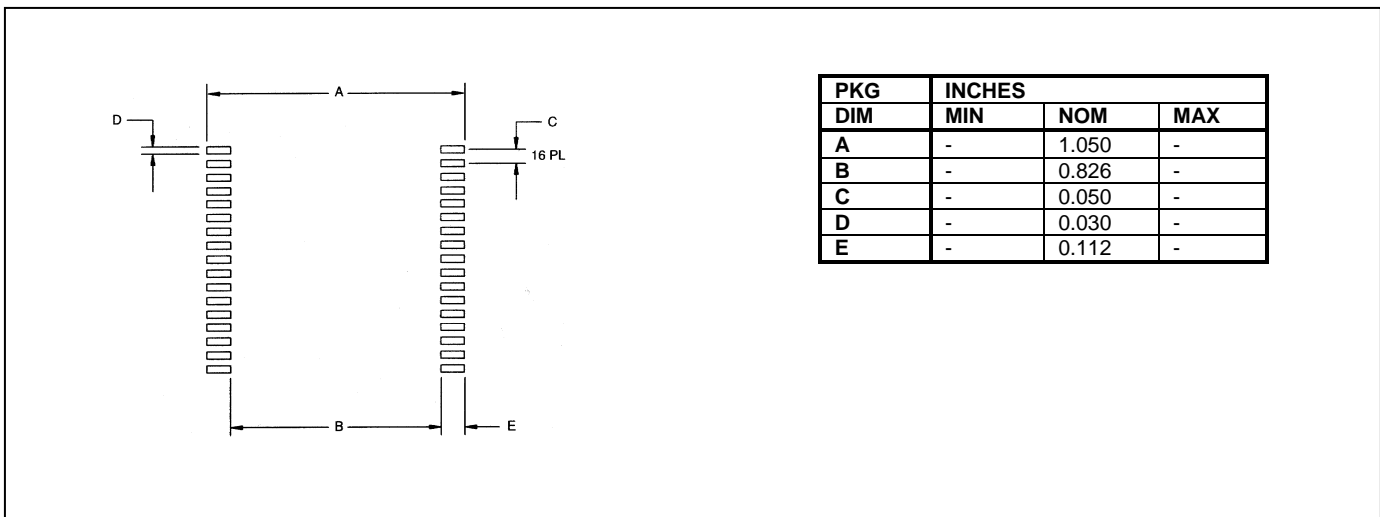 A
D
C
16 PL
B
E
PKG INCHES
DIM MIN NOM MAX
A - 1.050 -
B - 0.826 -
C - 0.050 -
D - 0.030 -
E - 0.112 -